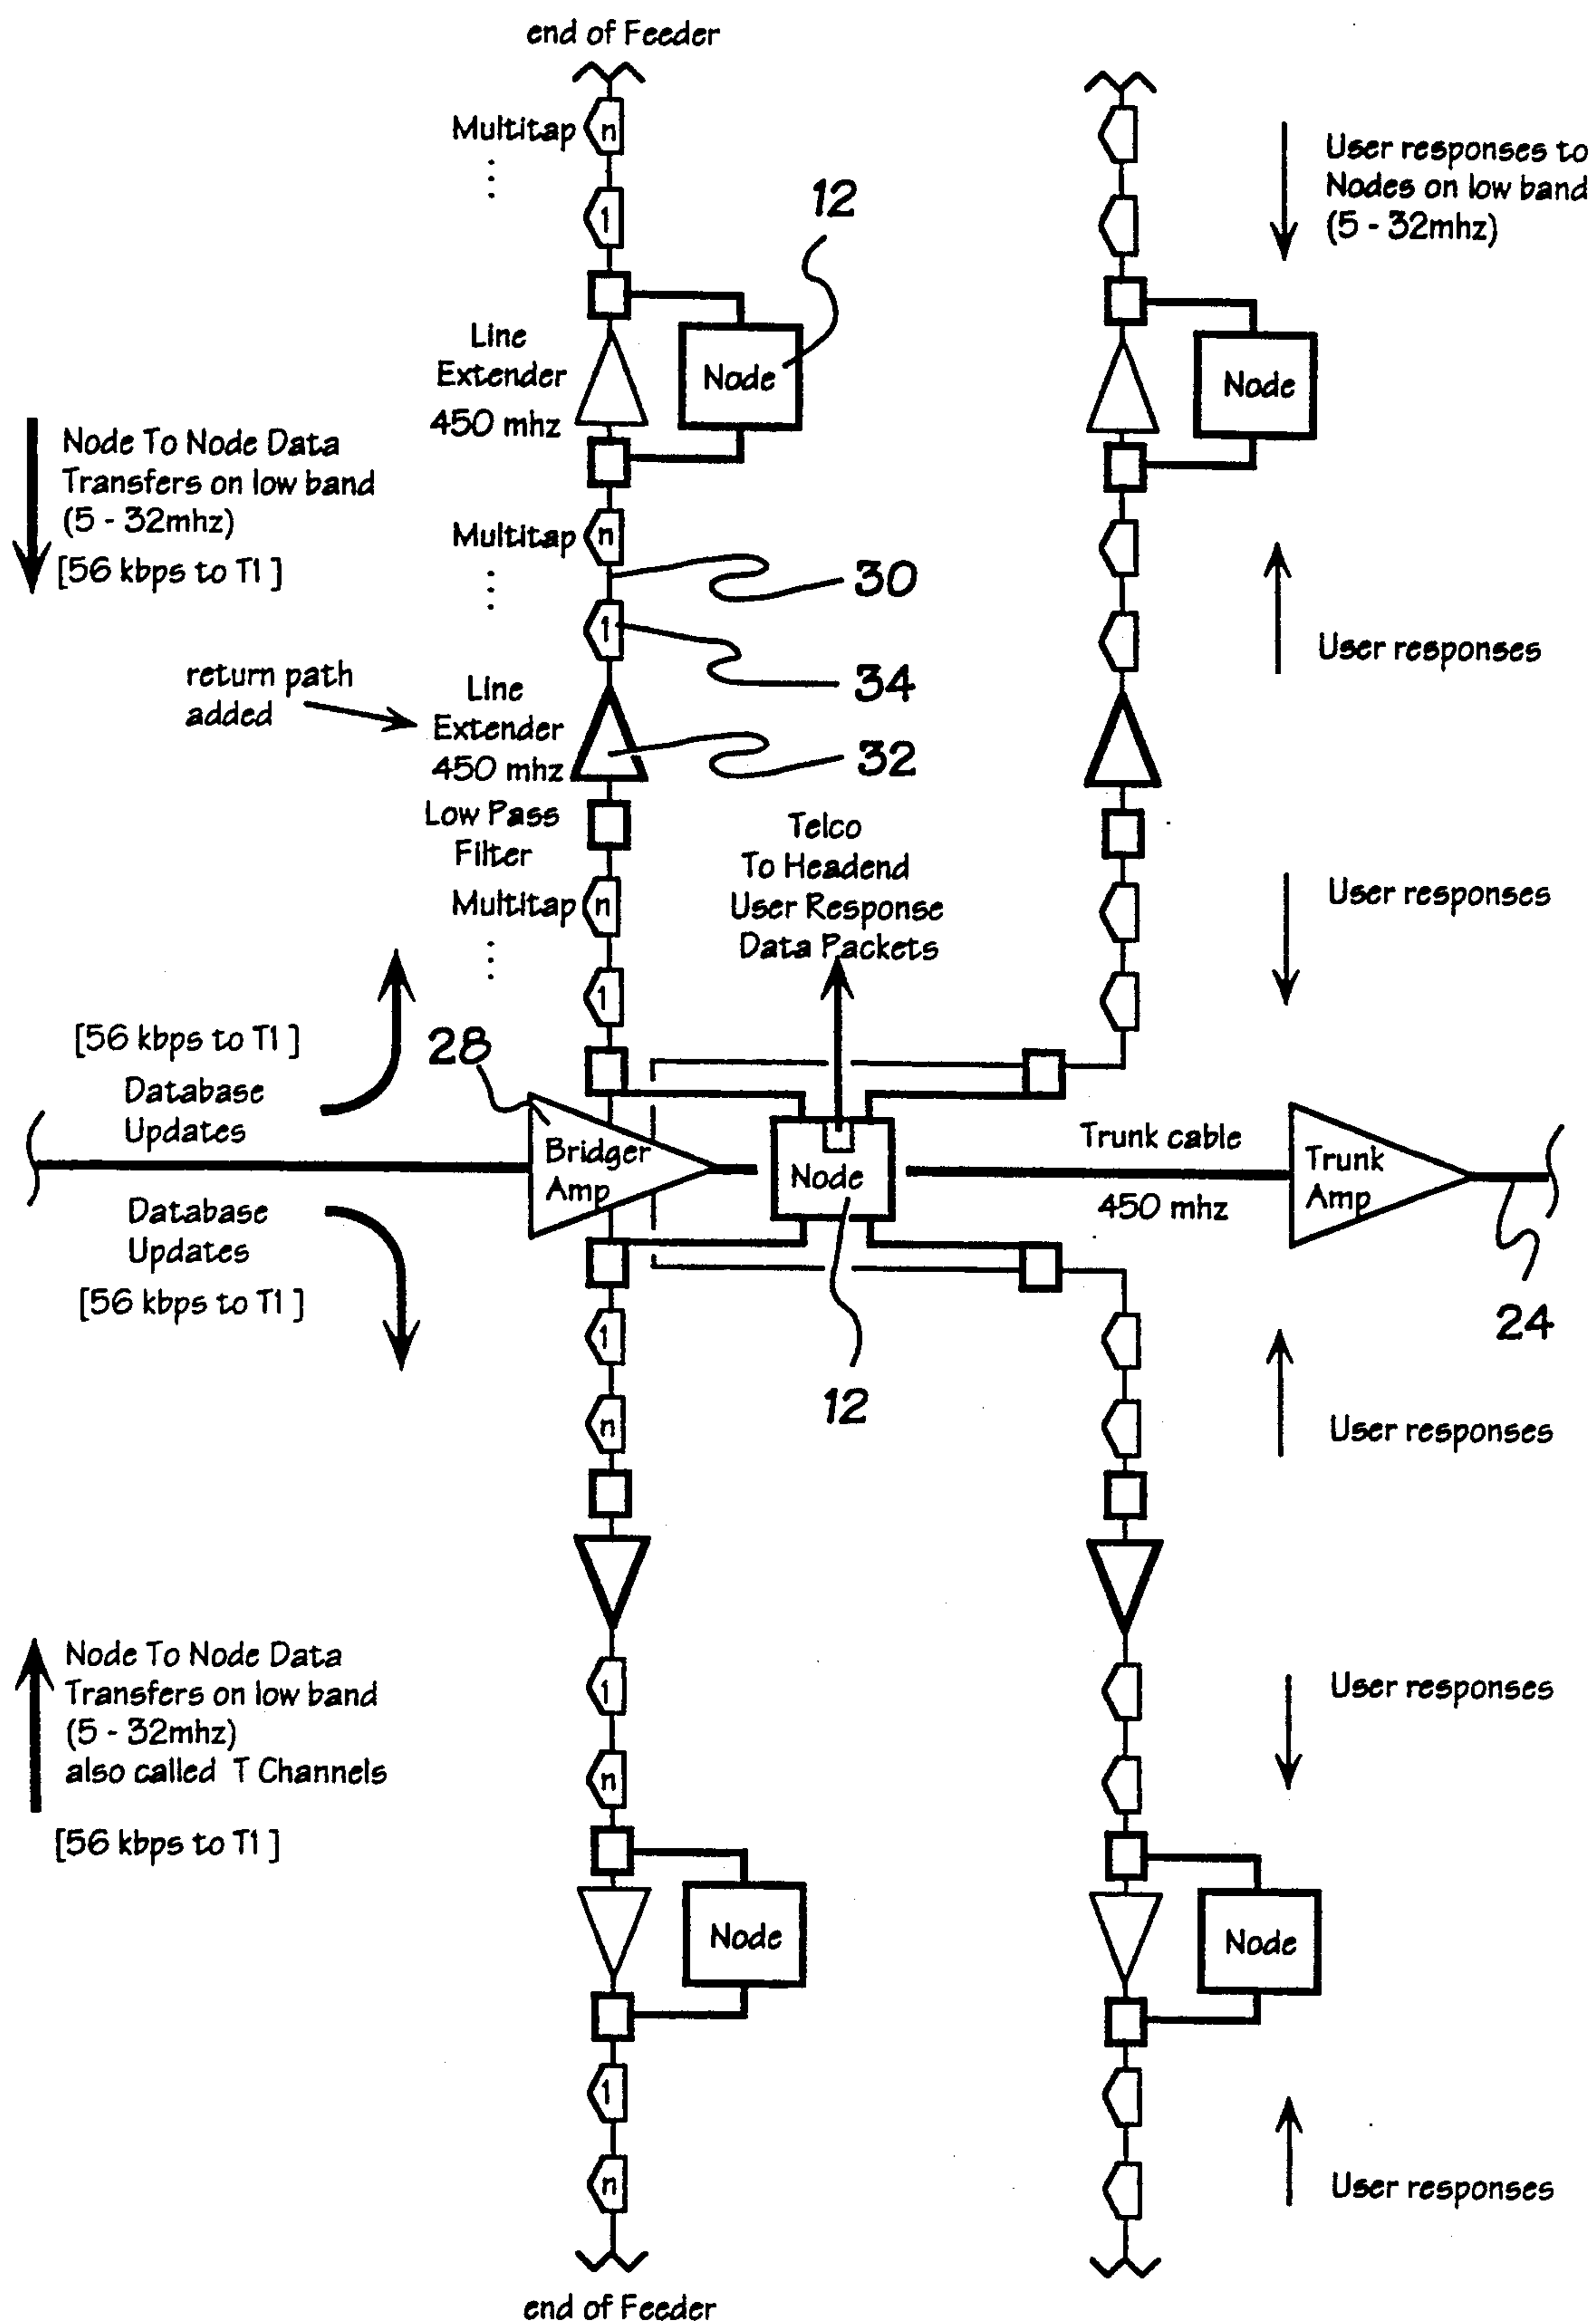 end of Feeder
Multitap
n
1
12
User responses to
Nodes on low band
(5 - 32mhz)
Line
Extender
450 mhz
Node
Node
Node To Node Data
Transfers on low band
(5 - 32mhz)
[56 kbps to T1 ]
Multitap
n
30
1
34
User responses
return path
added
Line
Extender
450 mhz
32
Low Pass
Filter
Telco
To Headend
User Response
Data Packets
Multitap
n
User responses
1
[56 kbps to T1 ]
Database
Updates
28
Bridger
Amp
Node
Trunk cable
450 mhz
Trunk
Amp
Database
Updates
[56 kbps to T1 ]
24
1
12
n
User responses
Node To Node Data
Transfers on low band
(5 - 32mhz)
also called T Channels
[56 kbps to T1 ]
1
User responses
n
Node
Node
1
n
User responses
end of Feeder